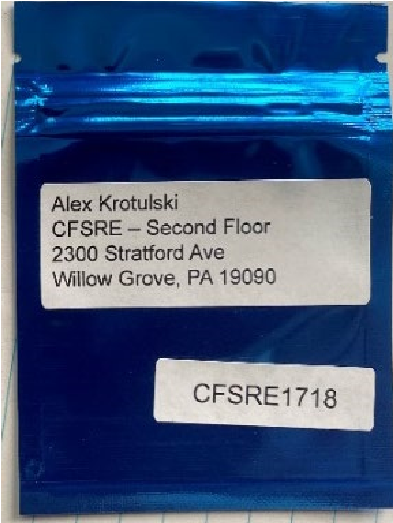 Alex Krotulski
CFSRE – Second Floor
2300 Stratford Ave
Willow Grove, PA 19090
CFSRE1718